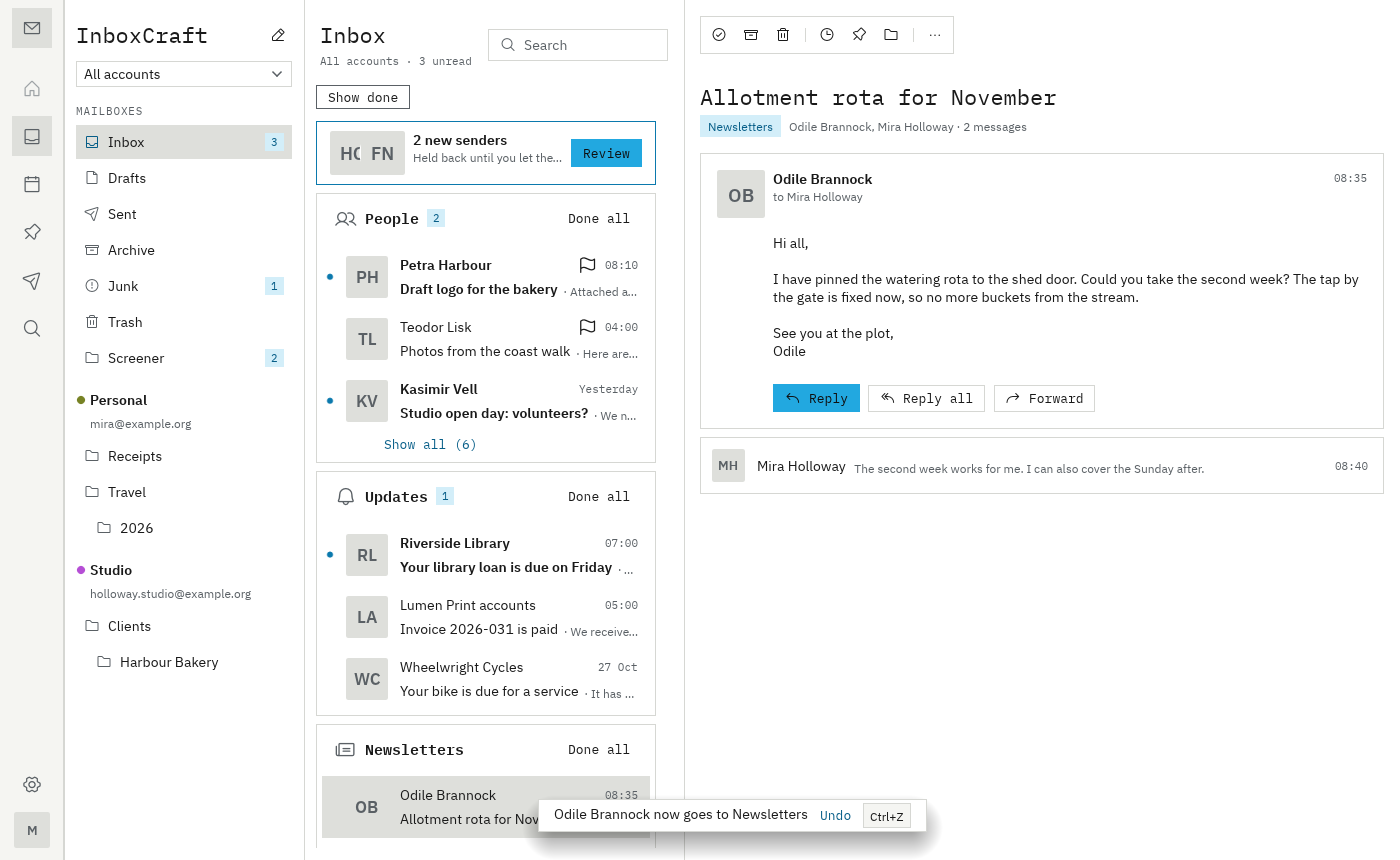 InboxCraft
All accounts
MAILBOXES
Inbox 3
Drafts
Sent
Archive
Junk 1
Trash
Screener 2
Personal
mira@example.org
Receipts
Travel
2026
Studio
holloway.studio@example.org
Clients
Harbour Bakery
M
Inbox
All accounts · 3 unread
Search
Show done
FN
2 new senders
Held back until you let the…
Review
People 2 Done all
PH
Petra Harbour 08:10
Draft logo for the bakery · Attached a…
TL
Teodor Lisk 04:00
Photos from the coast walk · Here are…
KV
Kasimir Vell Yesterday
Studio open day: volunteers? · We n…
Show all (6)
Updates 1 Done all
RL
Riverside Library 07:00
Your library loan is due on Friday · …
LA
Lumen Print accounts 05:00
Invoice 2026-031 is paid · We receive…
WC
Wheelwright Cycles 27 Oct
Your bike is due for a service · It has …
Newsletters Done all
OB
Odile Brannock 08:35
Allotment rota for Nov
Allotment rota for November
Newsletters Odile Brannock, Mira Holloway · 2 messages
OB
Odile Brannock 08:35
to Mira Holloway
Hi all,
I have pinned the watering rota to the shed door. Could you take the second week? The tap by
the gate is fixed now, so no more buckets from the stream.
See you at the plot,
Odile
Reply Reply all Forward
MH Mira Holloway The second week works for me. I can also cover the Sunday after. 08:40
Odile Brannock now goes to Newsletters Undo Ctrl+Z